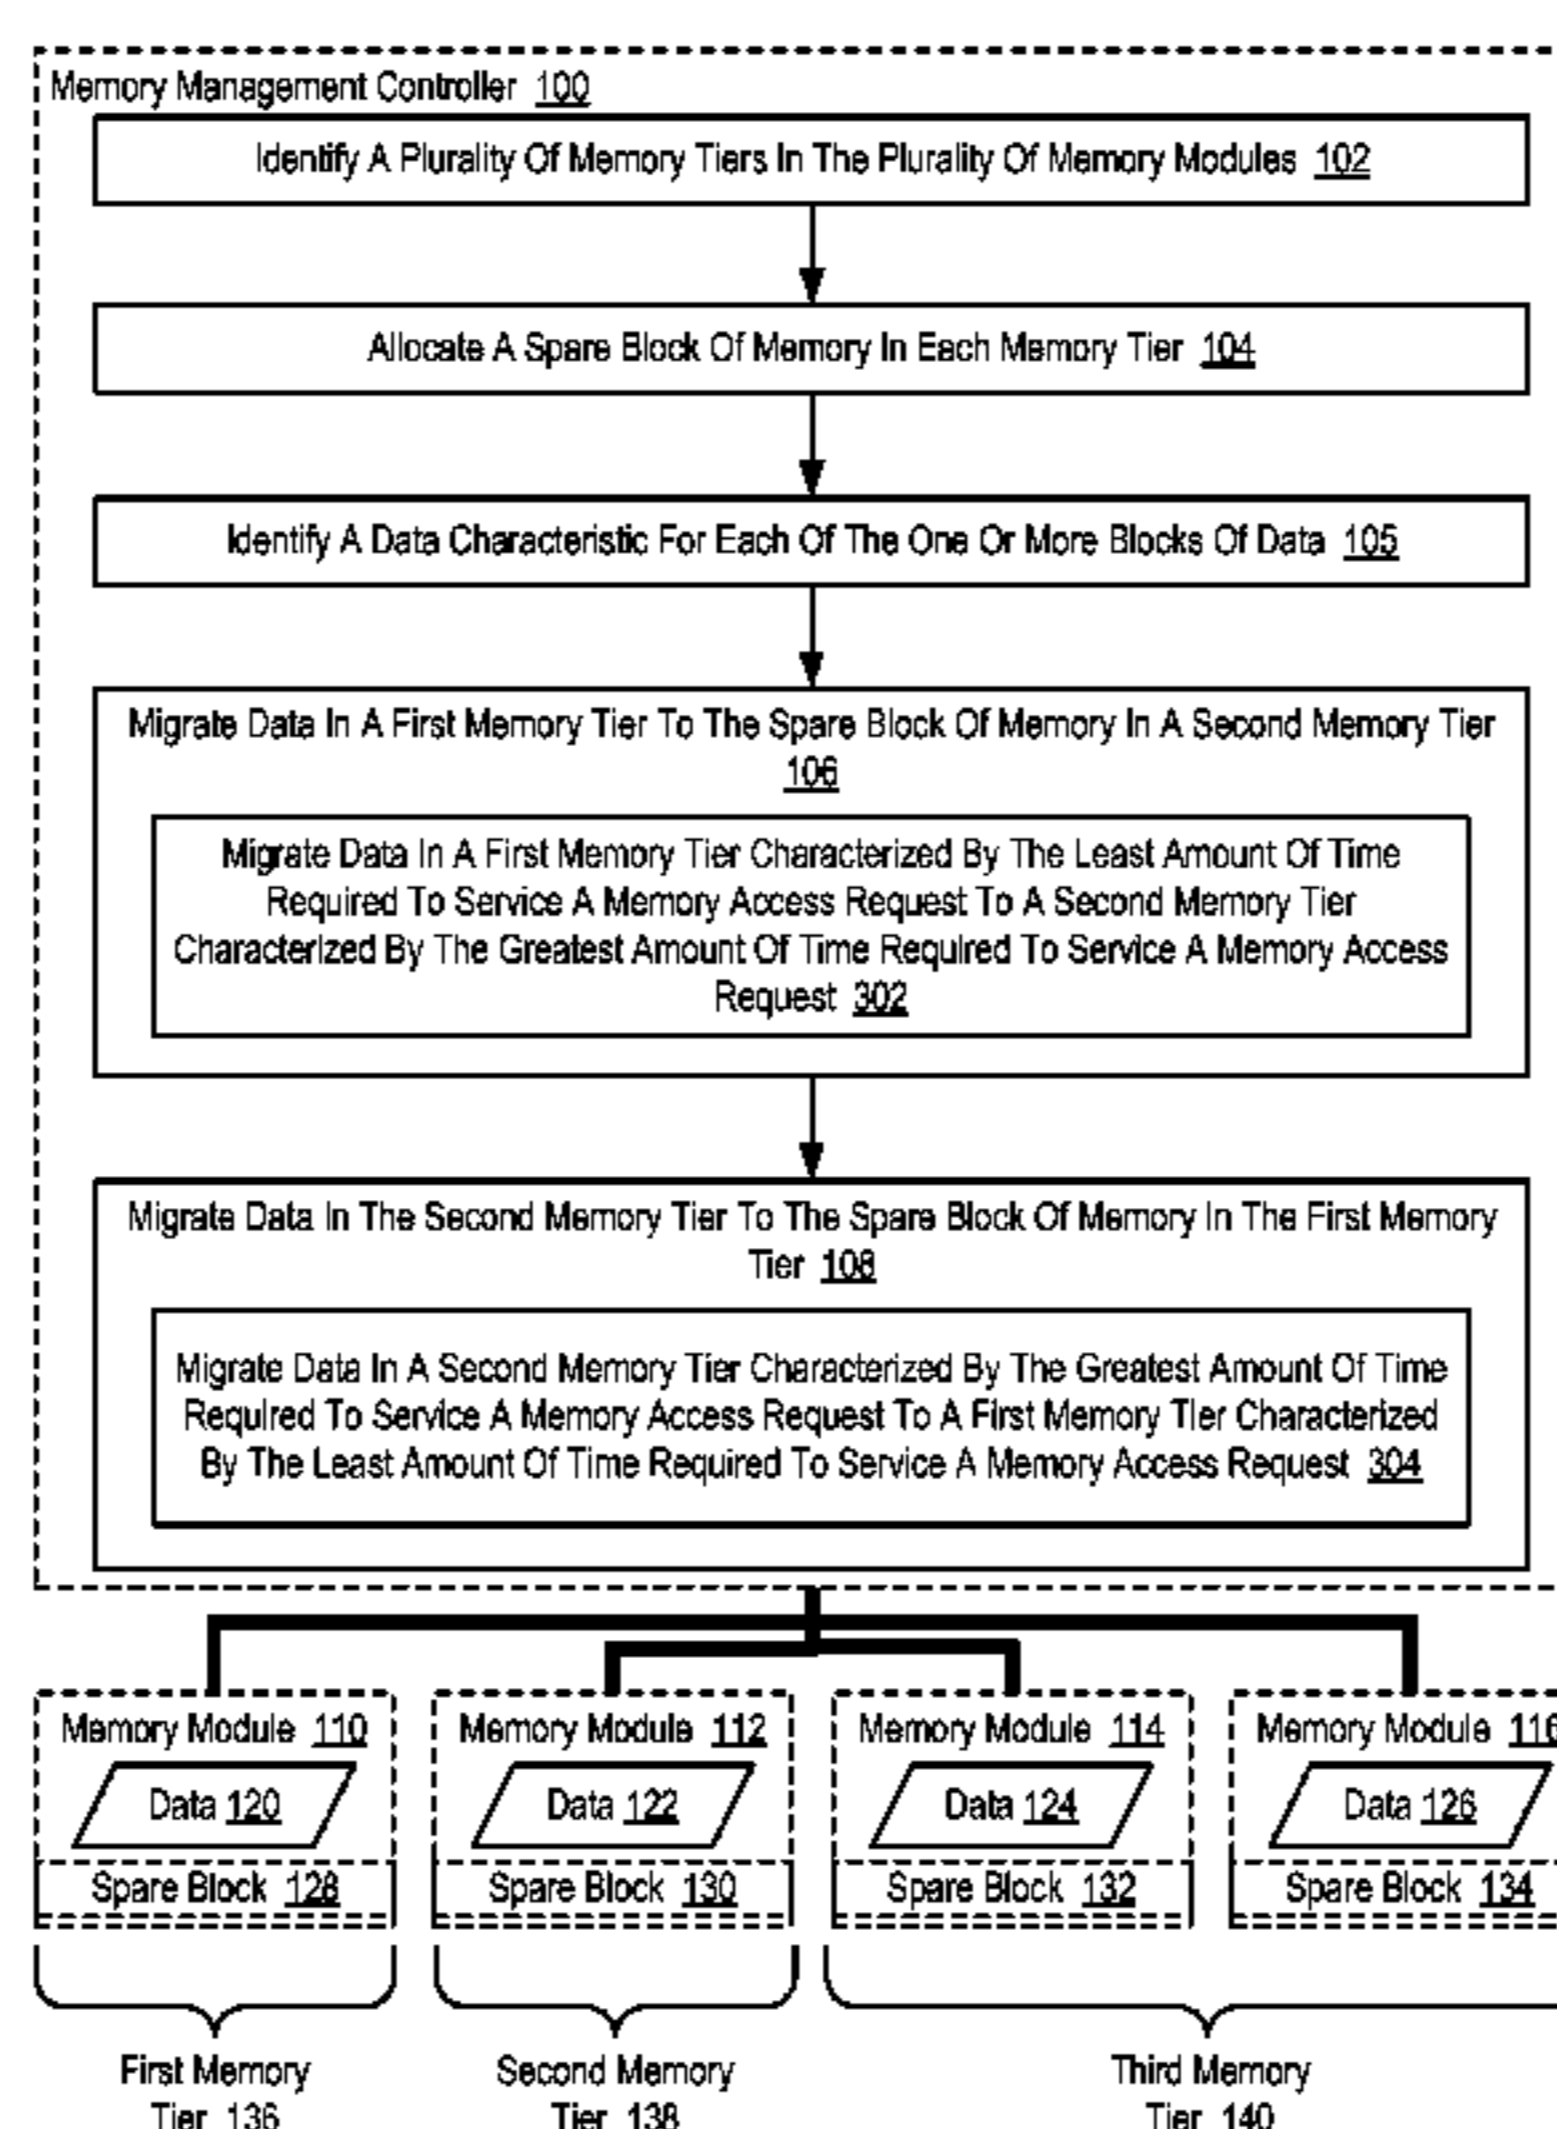 Memory Management Controller 100
Identify A Plurality Of Memory Tiers In The Plurality Of Memory Modules 102
Allocate A Spare Block Of Memory In Each Memory Tier 104
Identify A Data Characteristic For Each Of The One Or More Blocks Of Data 105
Migrate Data In A First Memory Tier To The Spare Block Of Memory In A Second Memory Tier
106
Migrate Data In A First Memory Tier Characterized By The Least Amount Of Time
Required To Service A Memory Access Request To A Second Memory Tier
Characterized By The Greatest Amount Of Time Required To Service A Memory Access
Request 302
Migrate Data In The Second Memory Tier To The Spare Block Of Memory In The First Memory
Tier 108
Migrate Data In A Second Memory Tier Characterized By The Greatest Amount Of Time
Required To Service A Memory Access Request To A First Memory Tier Characterized
By The Least Amount Of Time Required To Service A Memory Access Request 304
Memory Module 110
Data 120
Spare Block 128
Memory Module 112
Data 122
Spare Block 130
Memory Module 114
Data 124
Spare Block 132
Memory Module 116
Data 126
Spare Block 134
First Memory
Tier 136
Second Memory
Tier 138
Third Memory
Tier 140